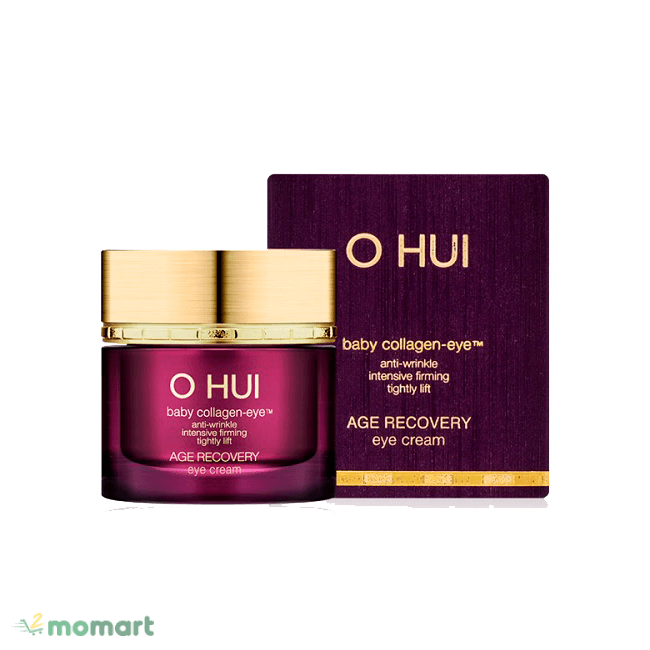 O HUI
baby collagen-eye™
anti-wrinkle
intensive firming
tightly lift
AGE RECOVERY
eye cream
O HUI
baby collagen-eye™
anti-wrinkle
intensive firming
tightly lift
AGE RECOVERY
eye cream
2momart